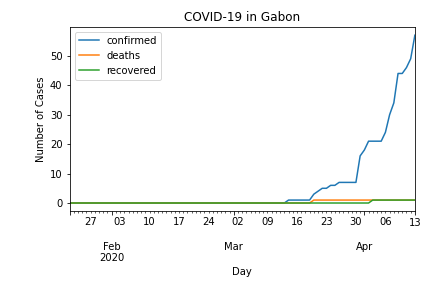 COVID-19 in Gabon
confirmed
deaths
recovered
Number of Cases
50
40
30
20
10
0
27 03 10 17 24 02 09 16 23 30 06 13
Feb Mar Apr
2020
Day